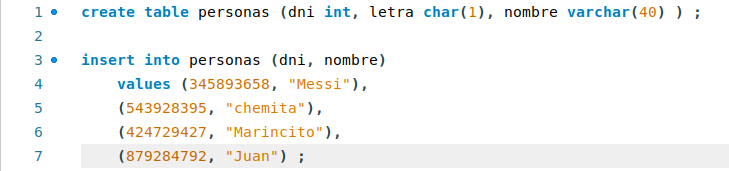 1 create table personas (dni int, letra char(1), nombre varchar(40) ) ;
2
3 insert into personas (dni, nombre)
4 values (345893658, "Messi"),
5 (543928395, "chemita"),
6 (424729427, "Marincito"),
7 (879284792, "Juan") ;